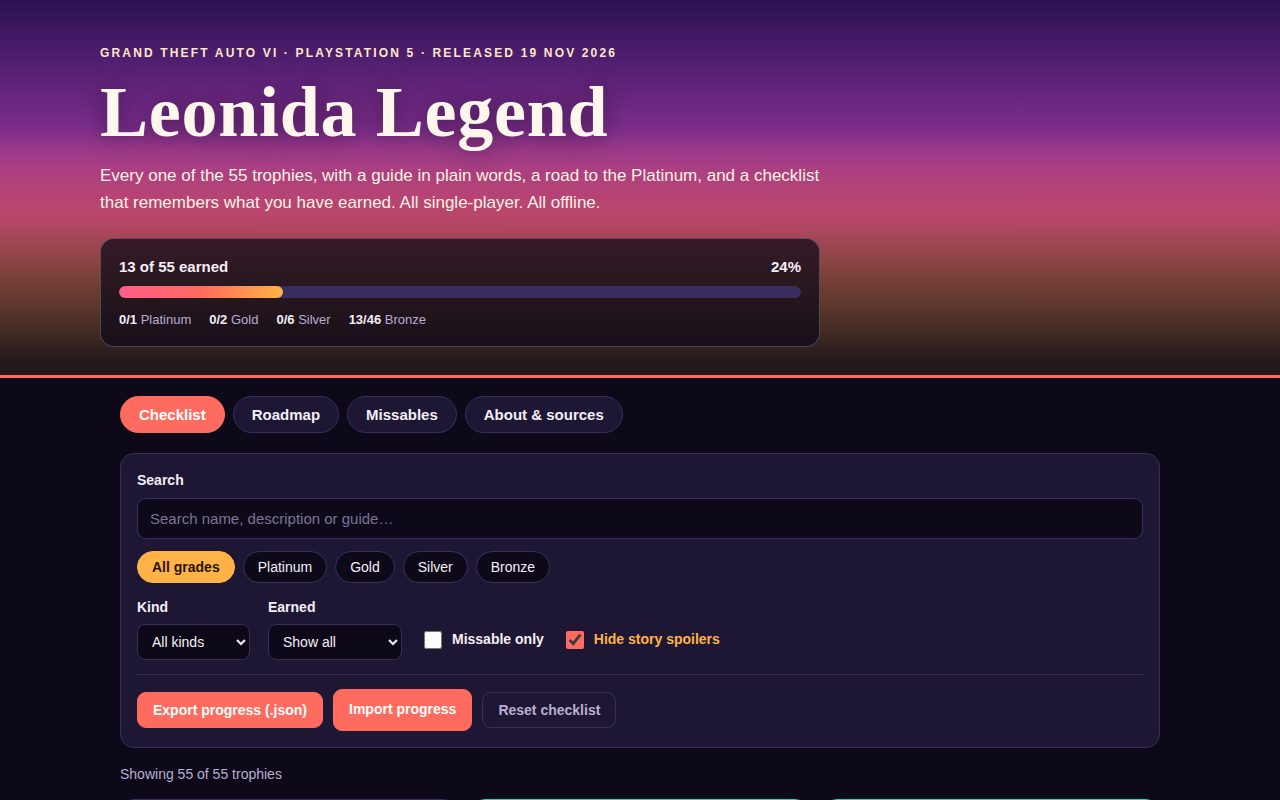 GRAND THEFT AUTO VI · PLAYSTATION 5 · RELEASED 19 NOV 2026
Leonida Legend
Every one of the 55 trophies, with a guide in plain words, a road to the Platinum, and a checklist
that remembers what you have earned. All single-player. All offline.
13 of 55 earned 24%
0/1 Platinum 0/2 Gold 0/6 Silver 13/46 Bronze
Checklist Roadmap Missables About & sources
Search
Search name, description or guide…
All grades Platinum Gold Silver Bronze
Kind Earned
All kinds Show all Missable only Hide story spoilers
Export progress (.json) Import progress Reset checklist
Showing 55 of 55 trophies